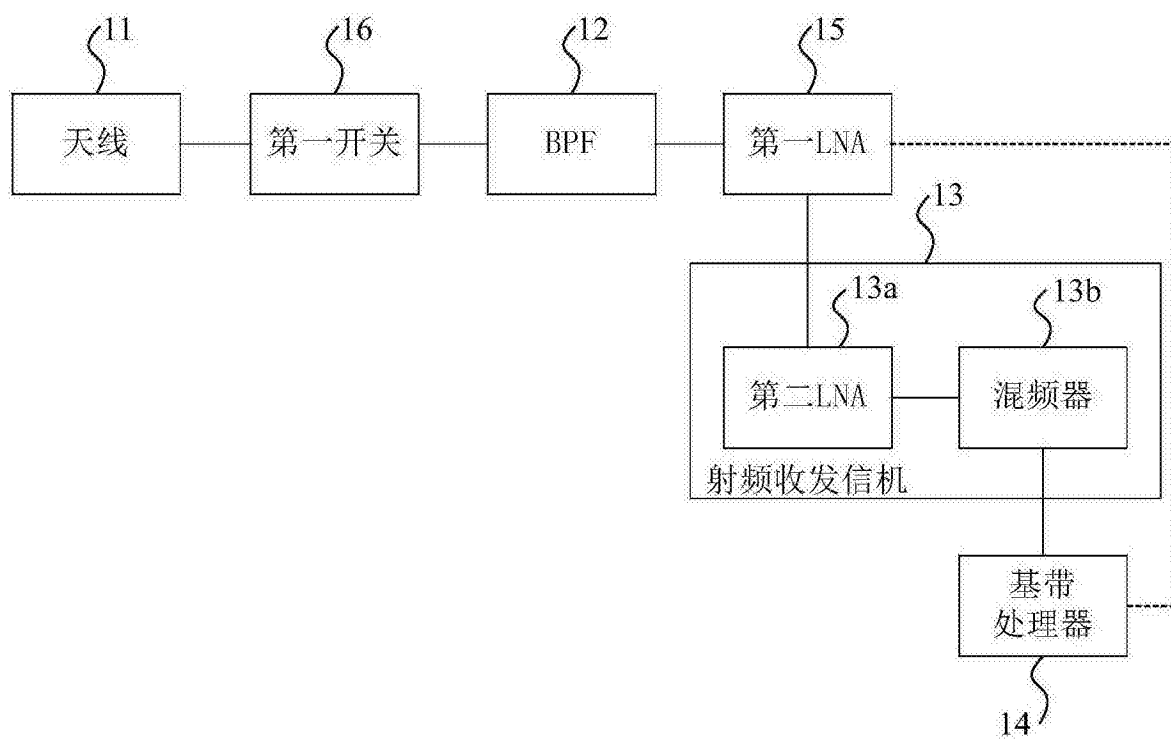 11
16
12
15
天线
第一开关
BPF
第一LNA
13
13a
13b
第二LNA
混频器
射频收发信机
基带
处理器
14